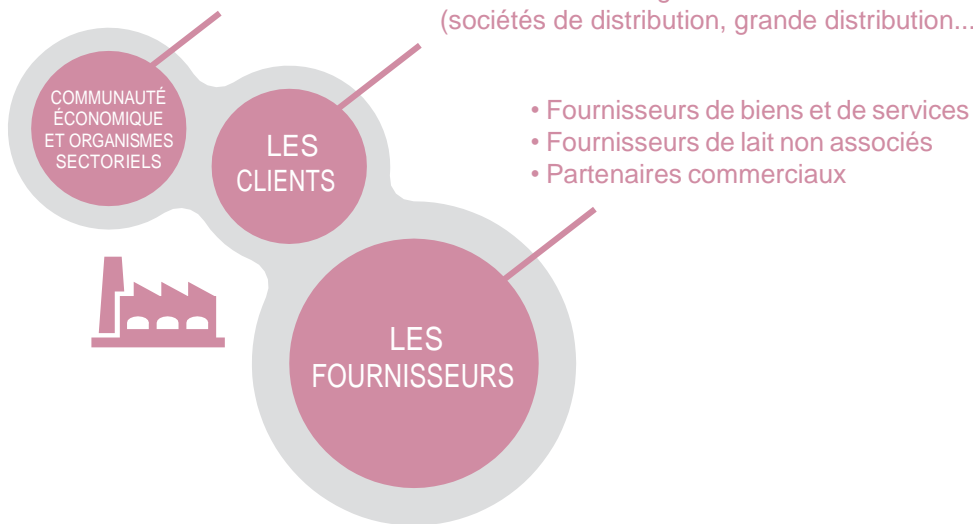 (sociétés de distribution, grande distribution...
COMMUNAUTÉ
ÉCONOMIQUE
ET ORGANISMES
SECTORIELS
LES
CLIENTS
• Fournisseurs de biens et de services
• Fournisseurs de lait non associés
• Partenaires commerciaux
LES
FOURNISSEURS